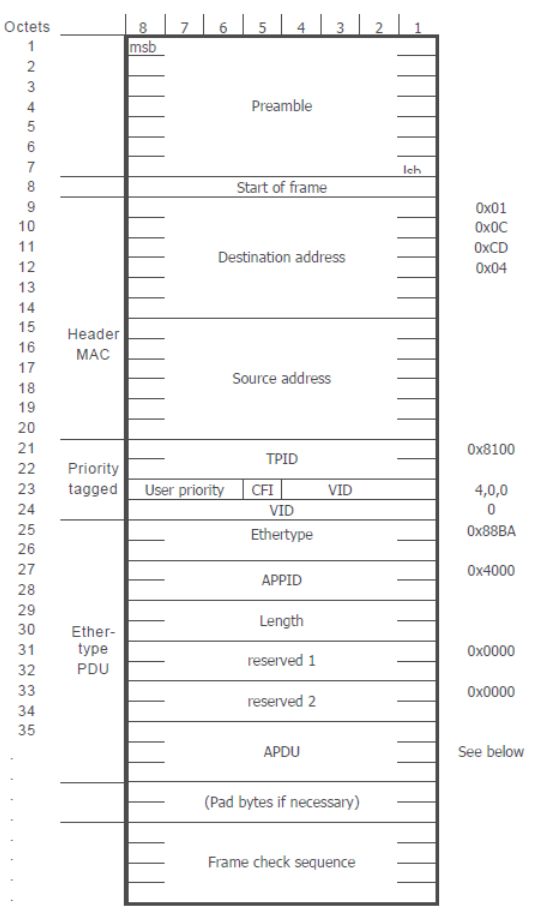 Octets 8 7 6 5 4 3 2 1
1 msb
2
3
4 Preamble
5
6
7
8 Start of frame
9 0x01
10 0x0C
11 Destination address 0xCD
12 0x04
13
14
15 Header
16 MAC
17
18 Source address
19
20
21 TPID 0x8100
22 Priority
23 tagged User priority CFI VID 4,0,0
24 VID 0
25 Ethertype 0x88BA
26
27 0x4000
28 APPID
29 Length
30 Ether-
31 type reserved 1 0x0000
32 PDU
33 reserved 2 0x0000
34
35
. APDU See below
.
. (Pad bytes if necessary)
.
.
. Frame check sequence
.
.